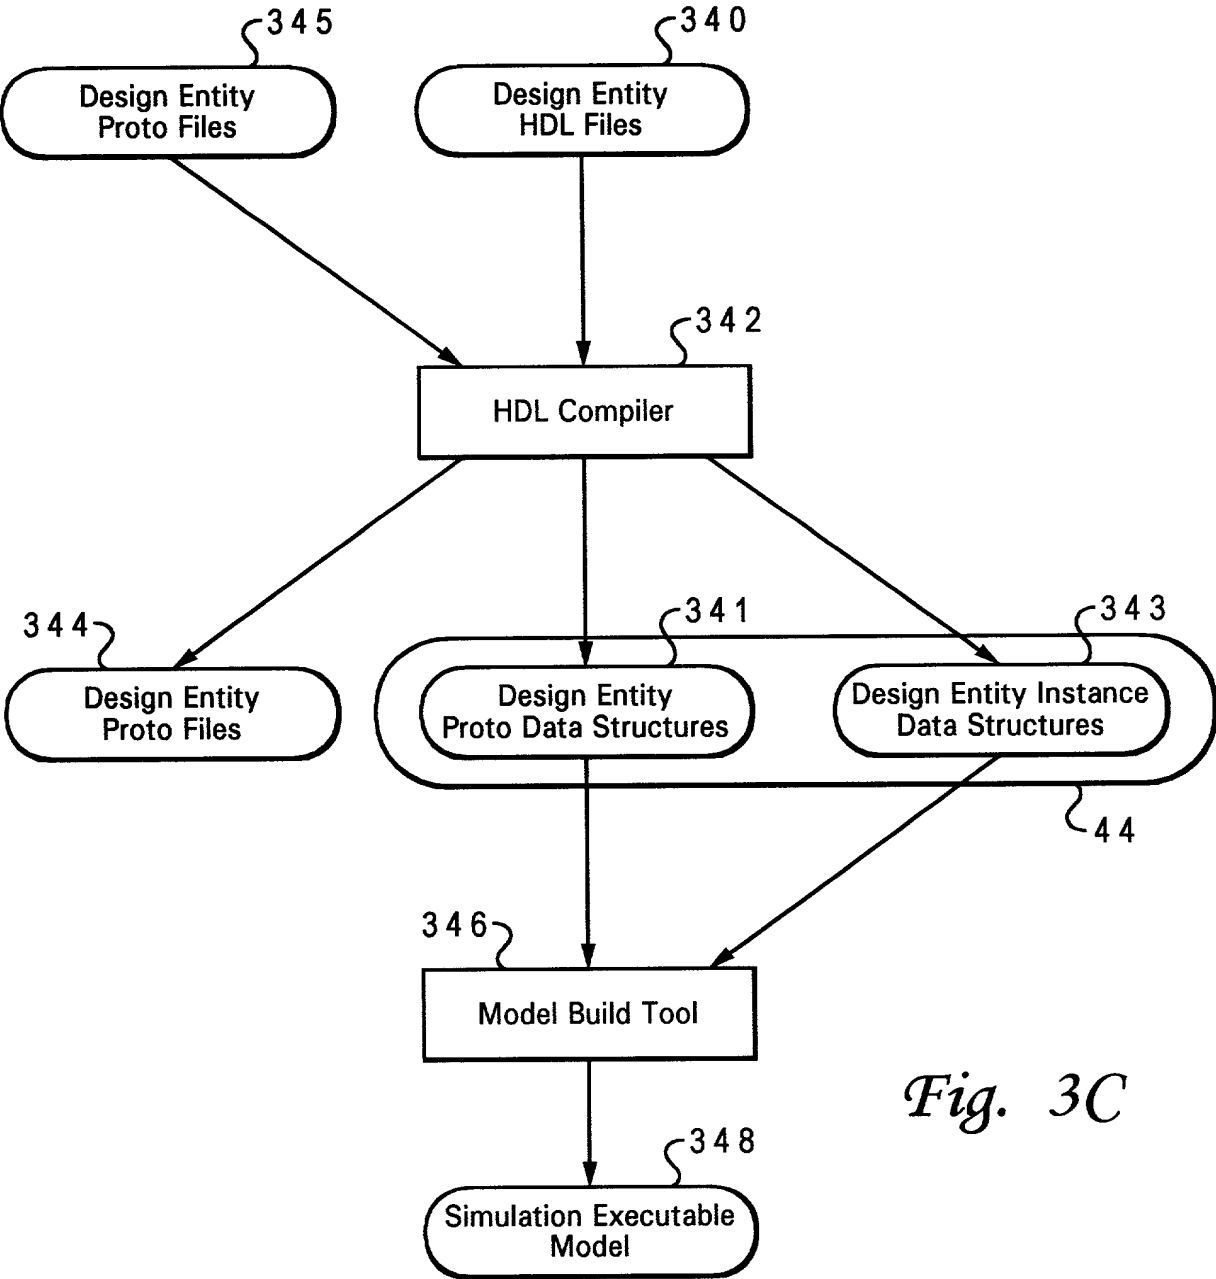 345
340
Design Entity
Proto Files
Design Entity
HDL Files
342
HDL Compiler
344
341
343
Design Entity
Proto Files
Design Entity
Proto Data Structures
Design Entity Instance
Data Structures
44
346
Model Build Tool
Fig. 3C
348
Simulation Executable
Model